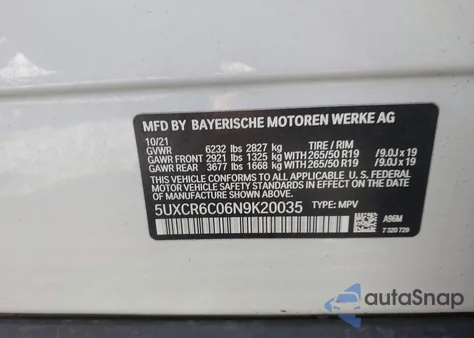 MFD BY BAYERISCHE MOTOREN WERKE AG
10/21
GVWR 6232 lbs 2827 kg TIRE / RIM
GAWR FRONT 2921 lbs 1325 kg WITH 265/50 R19 /9.0J x 19
GAWR REAR 3677 lbs 1668 kg WITH 265/50 R19 /9.0J x 19
THIS VEHICLE CONFORMS TO ALL APPLICABLE U. S. FEDERAL
MOTOR VEHICLE SAFETY STANDARDS IN EFFECT ON THE DATE
OF MANUFACTURE SHOWN ABOVE.
5UXCR6C06N9K20035 TYPE: MPV
A96M
7 320 729
autoSnap